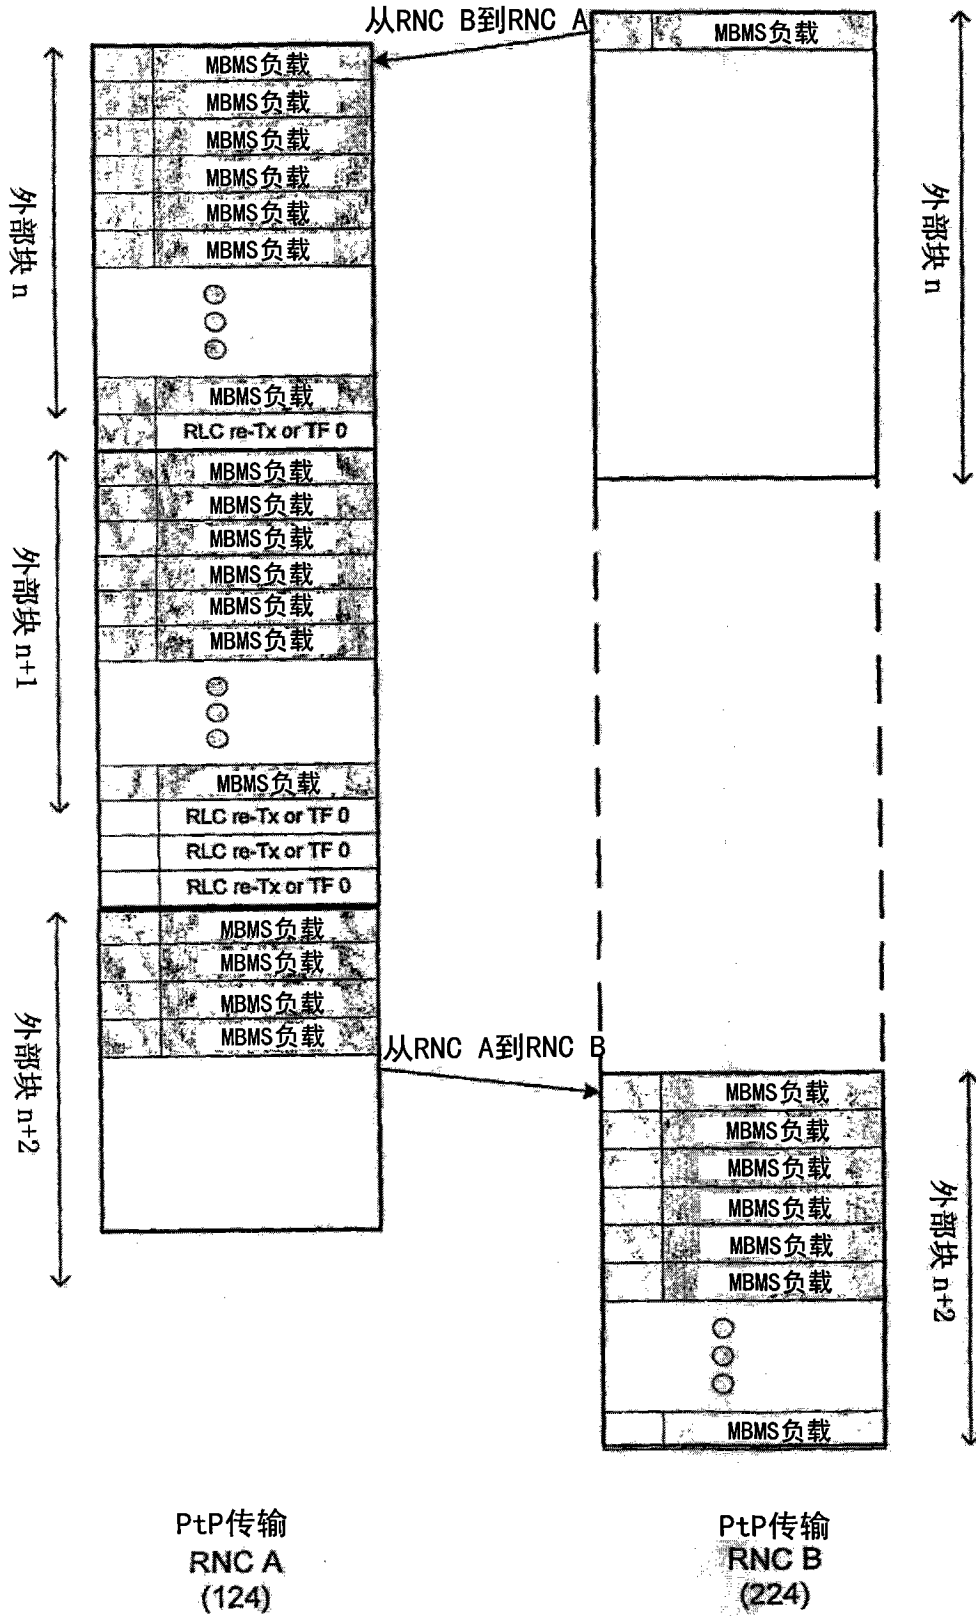 从RNC B到RNC A
MBMS负载
外部块 n
MBMS负载
MBMS负载
MBMS负载
MBMS负载
MBMS负载
MBMS负载
MBMS负载
RLC re-Tx or TF 0
外部块 n
外部块 n+1
MBMS负载
MBMS负载
MBMS负载
MBMS负载
MBMS负载
MBMS负载
MBMS负载
RLC re-Tx or TF 0
RLC re-Tx or TF 0
RLC re-Tx or TF 0
外部块 n+2
MBMS负载
MBMS负载
MBMS负载
MBMS负载
从RNC A到RNC B
MBMS负载
MBMS负载
MBMS负载
MBMS负载
MBMS负载
MBMS负载
MBMS负载
外部块 n+2
PtP传输
RNC A
(124)
PtP传输
RNC B
(224)